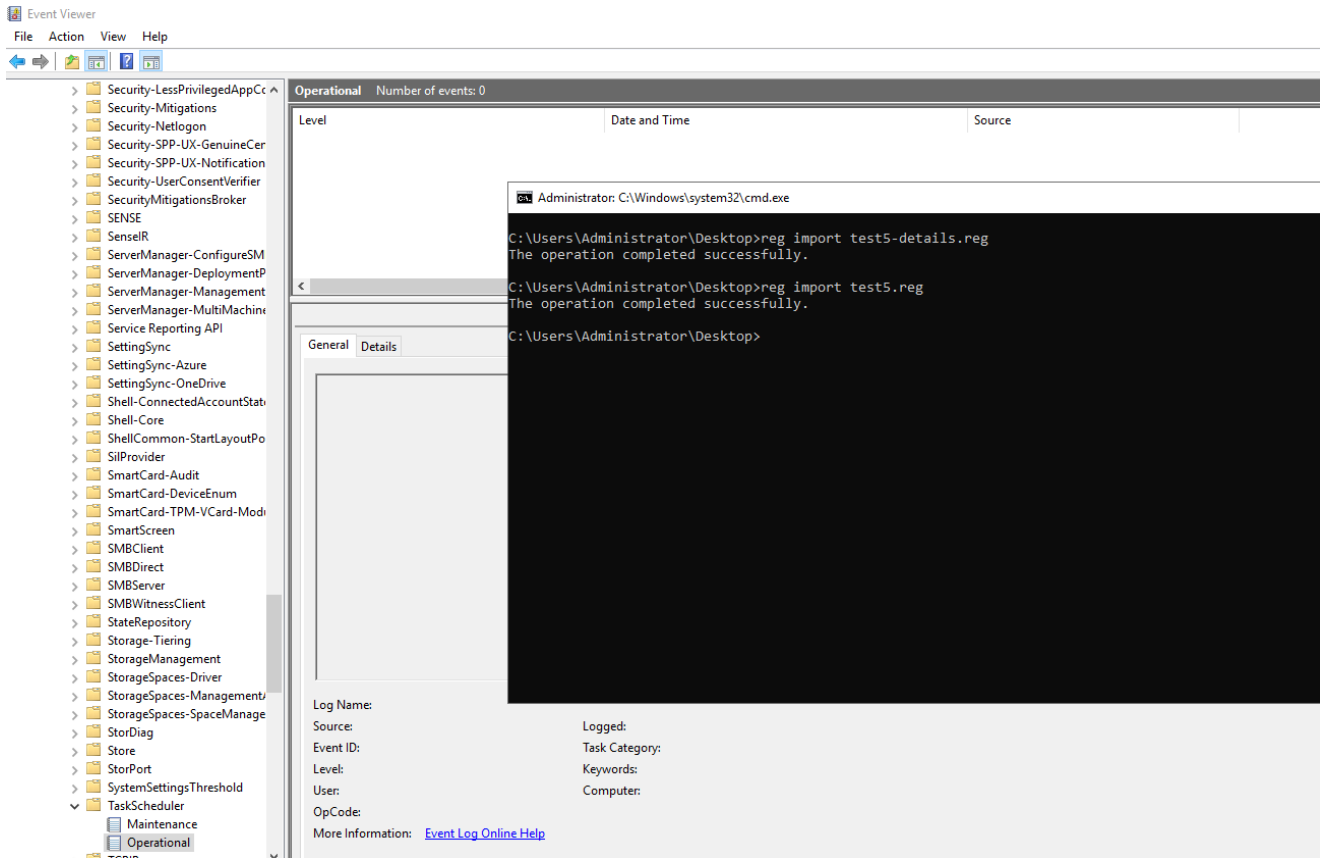 Event Viewer
File Action View Help
Security-LessPrivilegedAppCc
Security-Mitigations
Security-Netlogon
Security-SPP-UX-GenuineCer
Security-SPP-UX-Notification
Security-UserConsentVerifier
SecurityMitigationsBroker
SENSE
SenseIR
ServerManager-ConfigureSM
ServerManager-DeploymentP
ServerManager-Management
ServerManager-MultiMachine
Service Reporting API
SettingSync
SettingSync-Azure
SettingSync-OneDrive
Shell-ConnectedAccountState
Shell-Core
ShellCommon-StartLayoutPo
SilProvider
SmartCard-Audit
SmartCard-DeviceEnum
SmartCard-TPM-VCard-Modu
SmartScreen
SMBClient
SMBDirect
SMBServer
SMBWitnessClient
StateRepository
Storage-Tiering
StorageManagement
StorageSpaces-Driver
StorageSpaces-ManagementA
StorageSpaces-SpaceManage
StorDiag
Store
StorPort
SystemSettingsThreshold
TaskScheduler
Maintenance
Operational
Operational Number of events: 0
Level Date and Time Source
General Details
Log Name:
Source: Logged:
Event ID: Task Category:
Level: Keywords:
User: Computer:
OpCode:
More Information: Event Log Online Help
Administrator: C:\Windows\system32\cmd.exe
C:\Users\Administrator\Desktop>reg import test5-details.reg
The operation completed successfully.
C:\Users\Administrator\Desktop>reg import test5.reg
The operation completed successfully.
C:\Users\Administrator\Desktop>